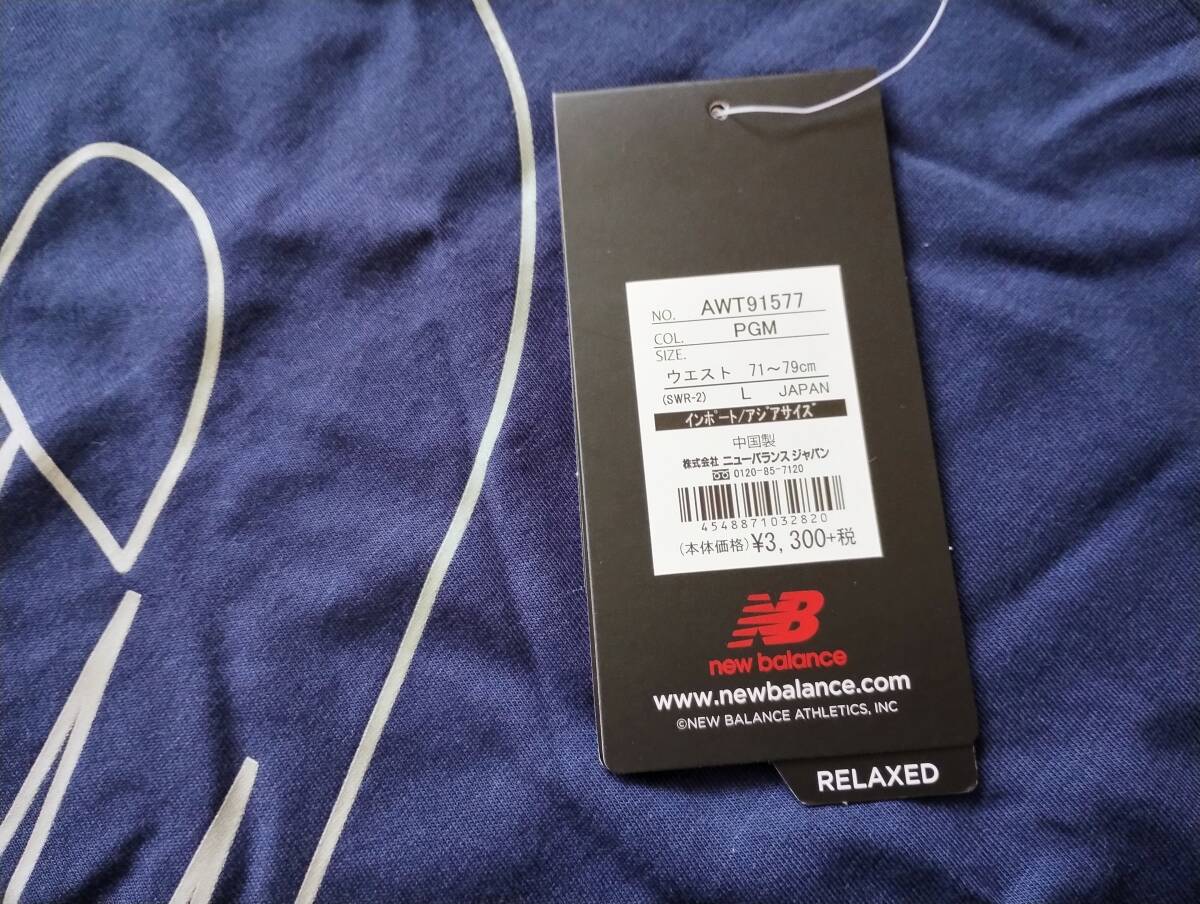 NO. AWT91577
COL. PGM
SIZE.
ウエスト 71～79cm
(SWR-2) L JAPAN
インポート/アジアサイズ
中国製
株式会社 ニューバランス ジャパン
0120-85-7120
4548871032820
(本体価格) ¥3,300+税
NB
new balance
www.newbalance.com
©NEW BALANCE ATHLETICS, INC
RELAXED